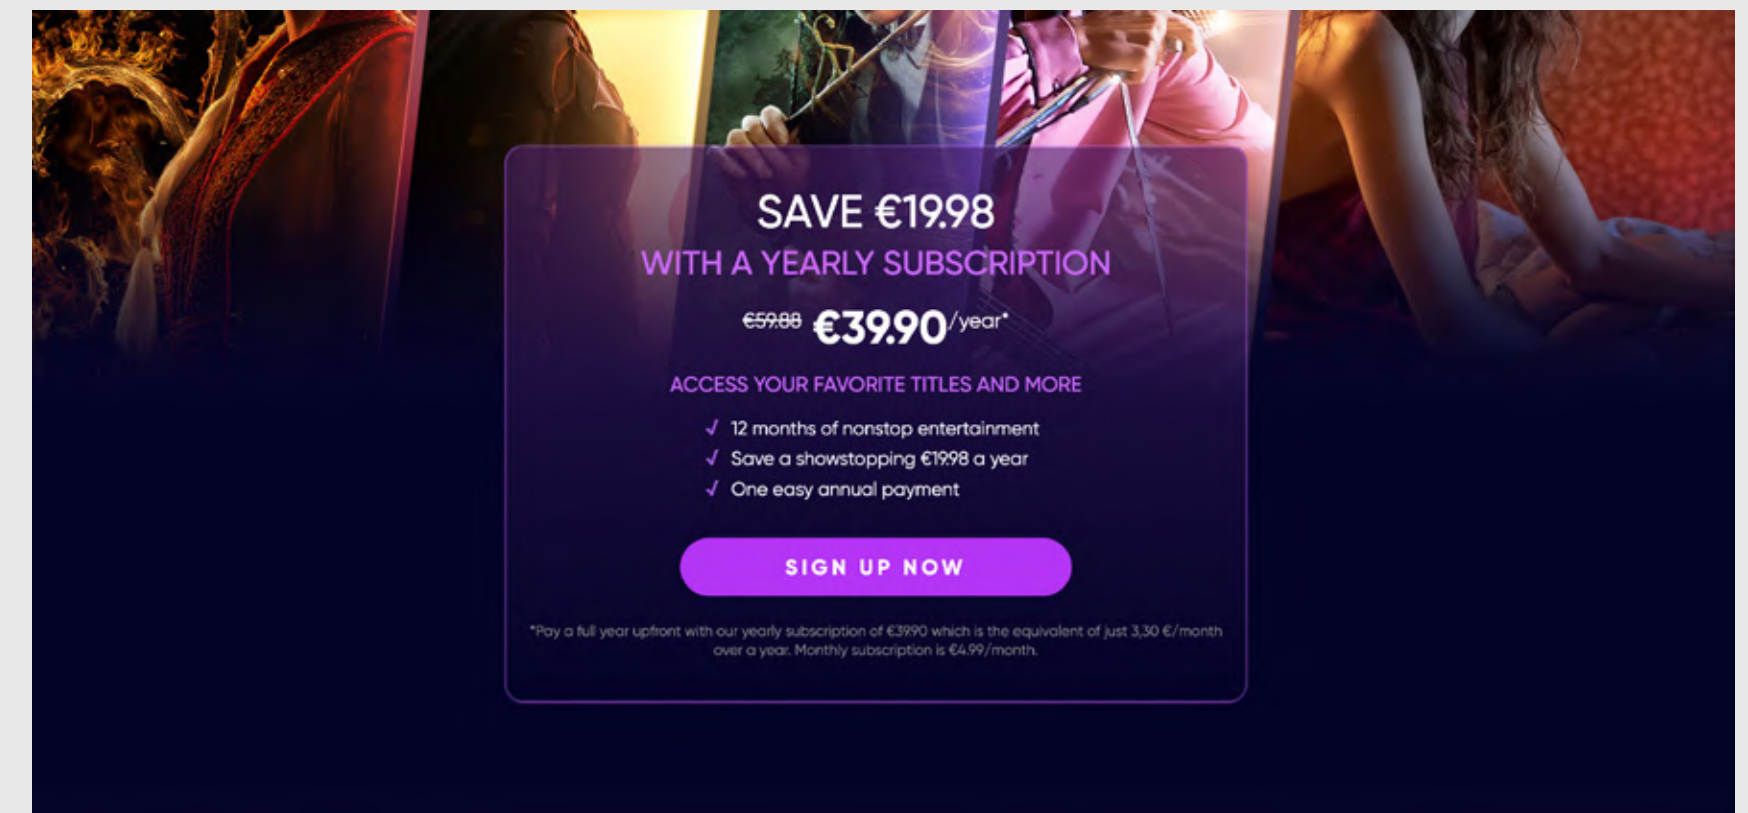 SAVE €19.98
WITH A YEARLY SUBSCRIPTION
€59.88 €39.90/year*
ACCESS YOUR FAVORITE TITLES AND MORE
✓ 12 months of nonstop entertainment
✓ Save a showstopping €19.98 a year
✓ One easy annual payment
SIGN UP NOW
*Pay a full year upfront with our yearly subscription of €39.90 which is the equivalent of just 3,30 €/month
over a year. Monthly subscription is €4.99/month.